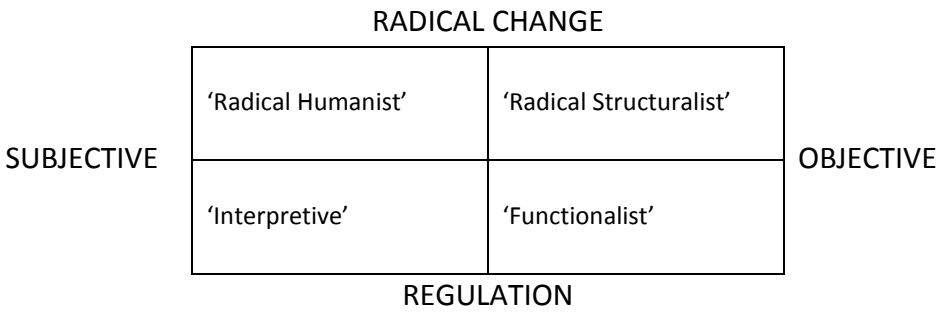 RADICAL CHANGE
‘Radical Humanist’
‘Radical Structuralist’
SUBJECTIVE
OBJECTIVE
‘Interpretive’
‘Functionalist’
REGULATION